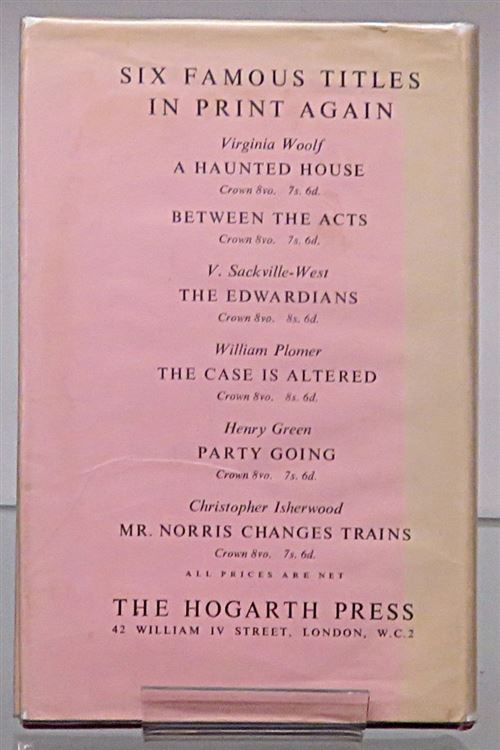 SIX FAMOUS TITLES
IN PRINT AGAIN
Virginia Woolf
A HAUNTED HOUSE
Crown 8vo. 7s. 6d.
BETWEEN THE ACTS
Crown 8vo. 7s. 6d.
V. Sackville-West
THE EDWARDIANS
Crown 8vo. 8s. 6d.
William Plomer
THE CASE IS ALTERED
Crown 8vo. 8s. 6d.
Henry Green
PARTY GOING
Crown 8vo. 7s. 6d.
Christopher Isherwood
MR. NORRIS CHANGES TRAINS
Crown 8vo. 7s. 6d.
ALL PRICES ARE NET
THE HOGARTH PRESS
42 WILLIAM IV STREET, LONDON, W.C.2